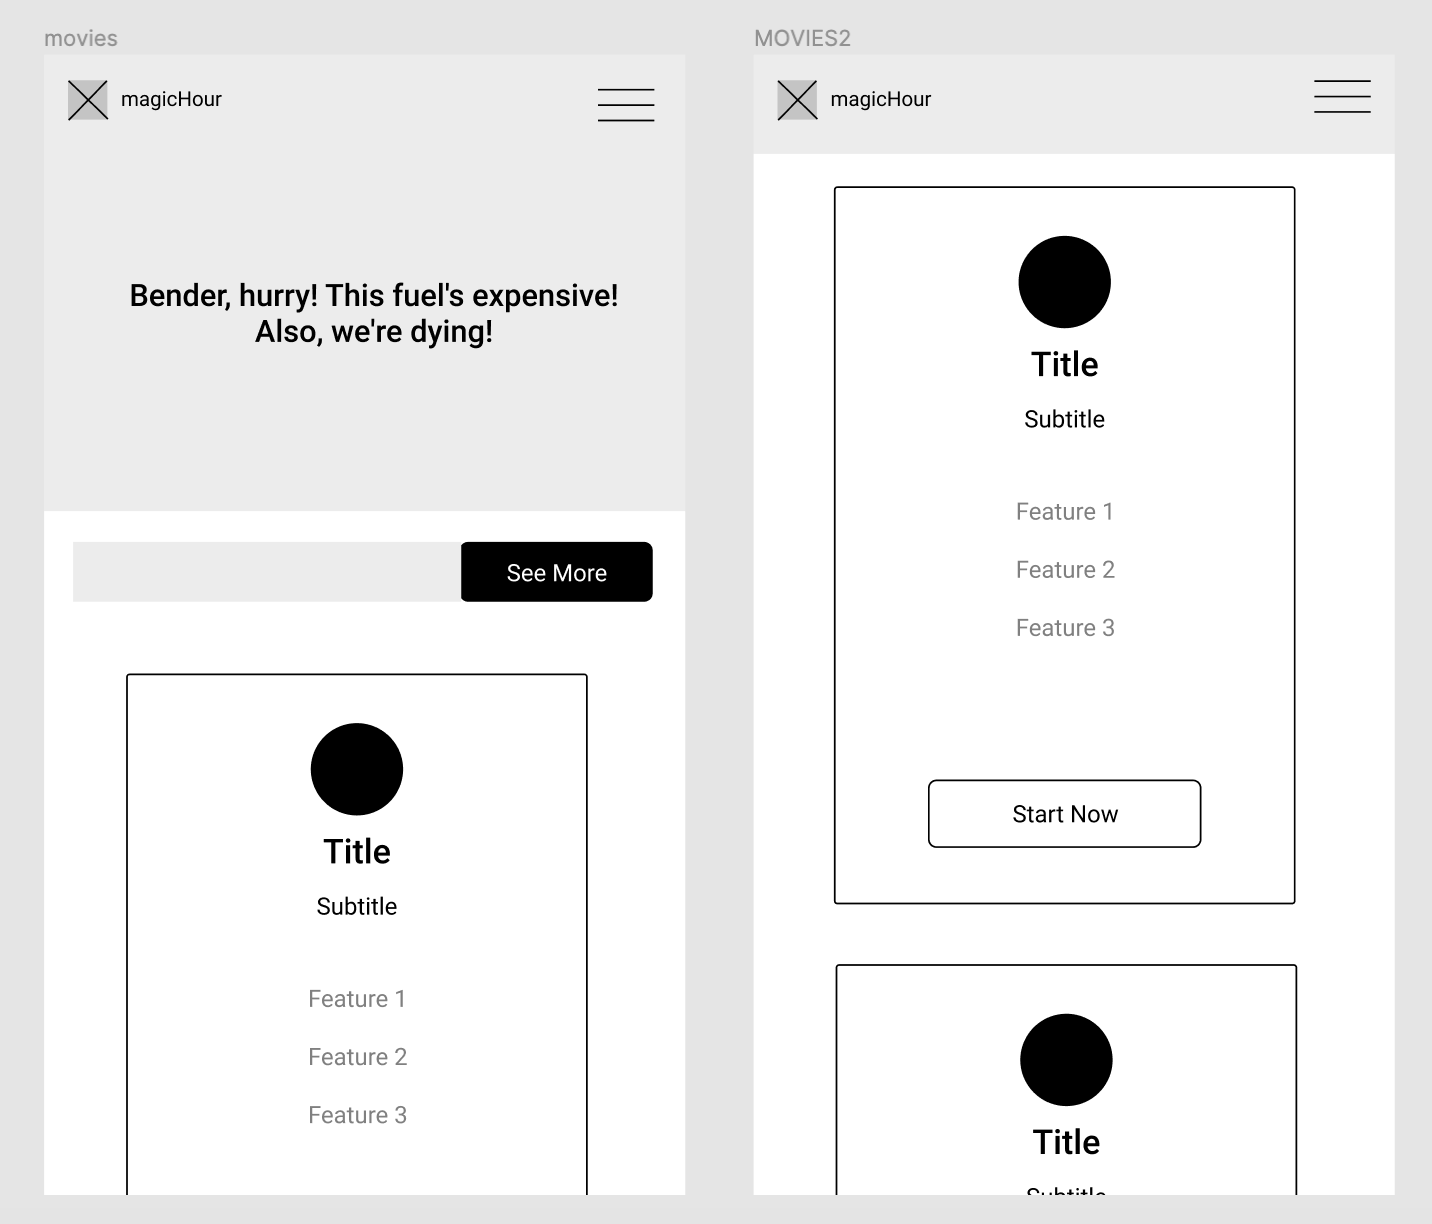 movies
magicHour
Bender, hurry! This fuel's expensive!
Also, we're dying!
See More
Title
Subtitle
Feature 1
Feature 2
Feature 3
MOVIES2
magicHour
Title
Subtitle
Feature 1
Feature 2
Feature 3
Start Now
Title
Subtitle